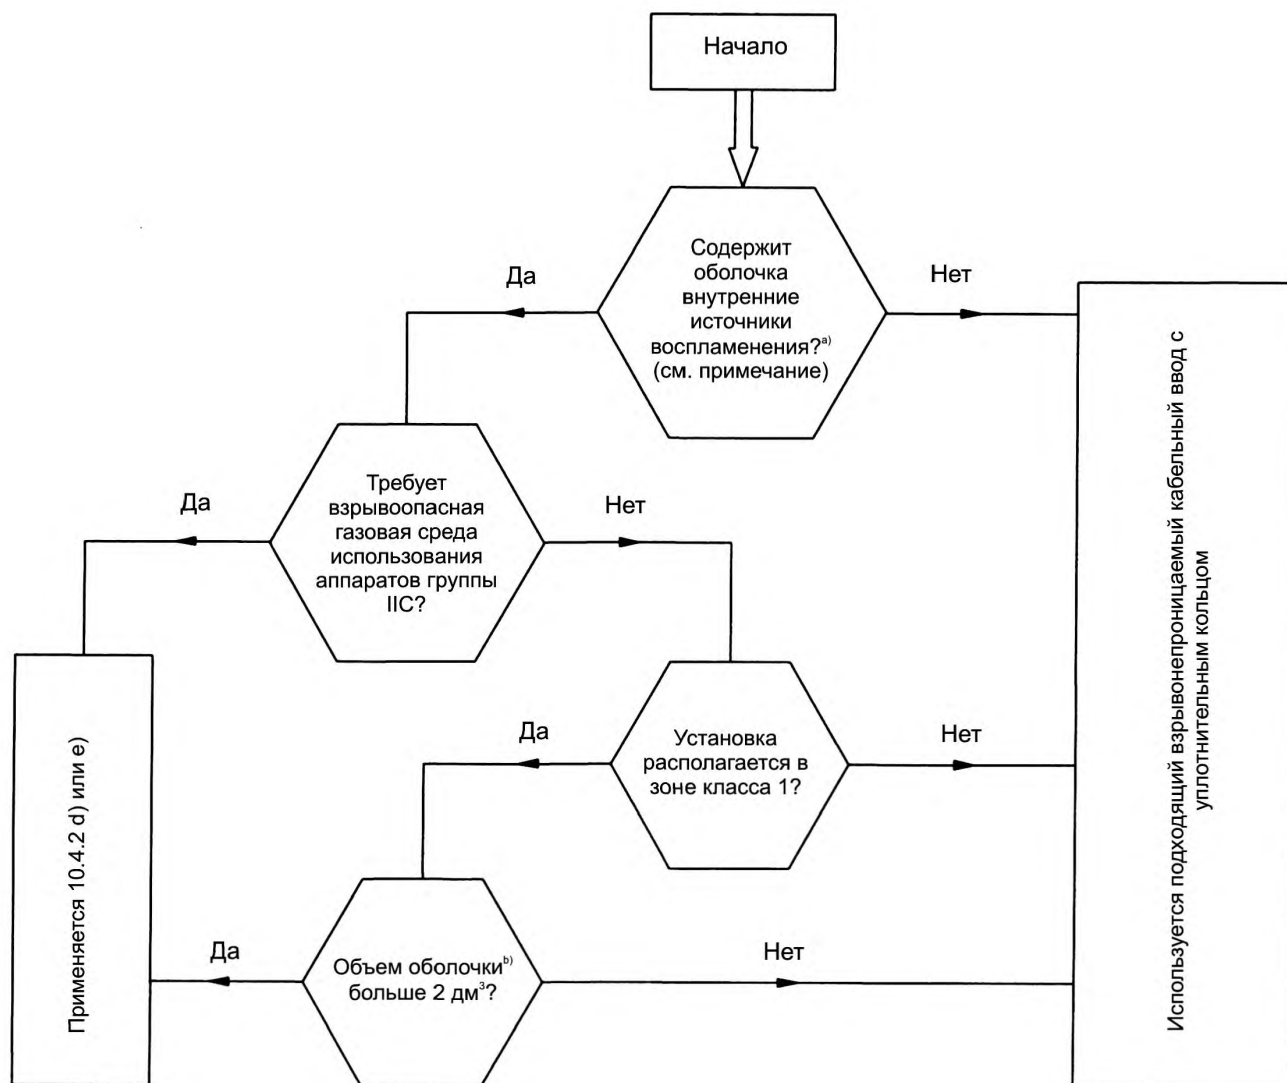 Начало
Содержит
оболочка
внутренние
источники
воспламенения?a)
(см. примечание)
Да
Нет
Требует
взрывоопасная
газовая среда
использования
аппаратов группы
IIC?
Да
Нет
Установка
располагается в
зоне класса 1?
Да
Нет
Объем оболочкиb)
больше 2 дм3?
Да
Нет
Применяется 10.4.2 d) или e)
Используется подходящий взрывонепроницаемый кабельный ввод с
уплотнительным кольцом